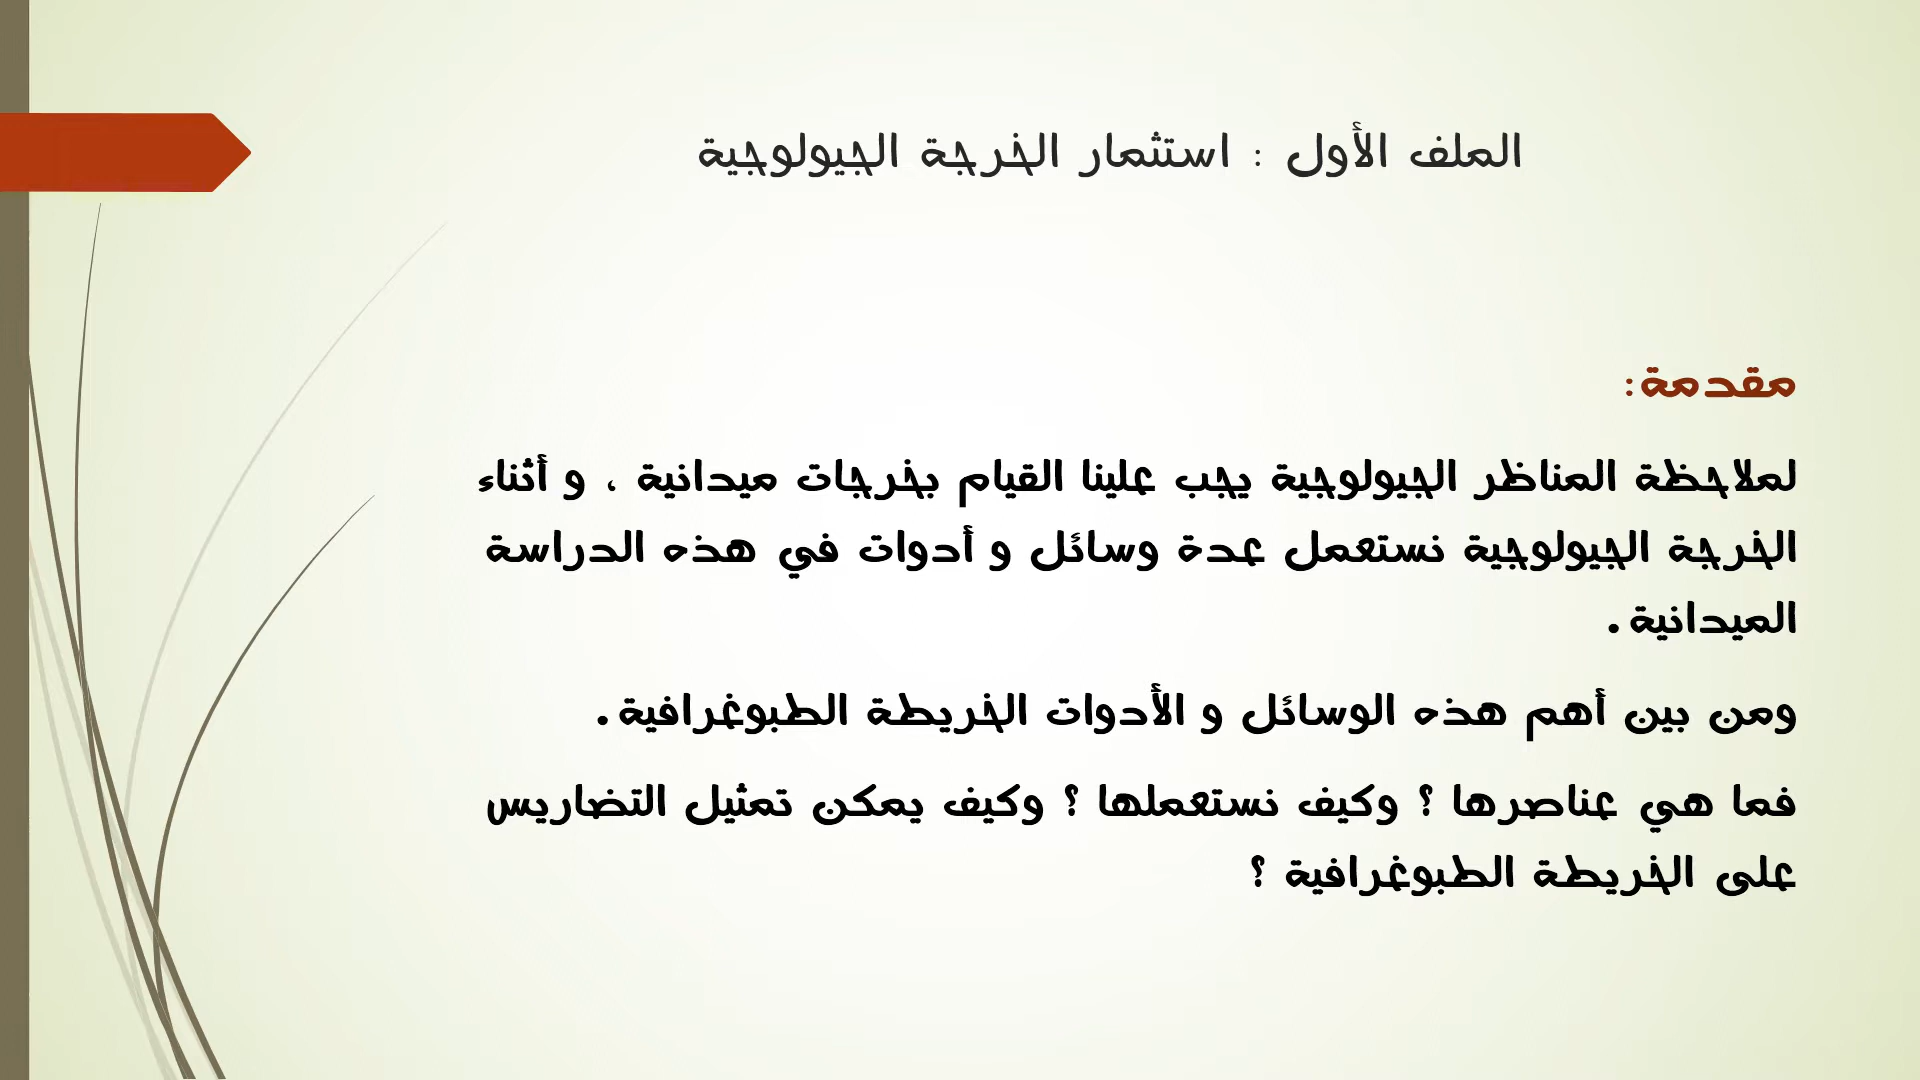 الملف الأول : استثمار الخرجة الجيولوجية
مقدمة:
لملاحظة المناظر الجيولوجية يجب علينا القيام بخرجات ميدانية ، و أثناء
الخرجة الجيولوجية نستعمل عدة وسائل و أدوات في هذه الدراسة
الميدانية.
ومن بين أهم هذه الوسائل و الأدوات الخريطة الطبوغرافية.
فما هي عناصرها ؟ وكيف نستعملها ؟ وكيف يمكن تمثيل التضاريس
على الخريطة الطبوغرافية ؟